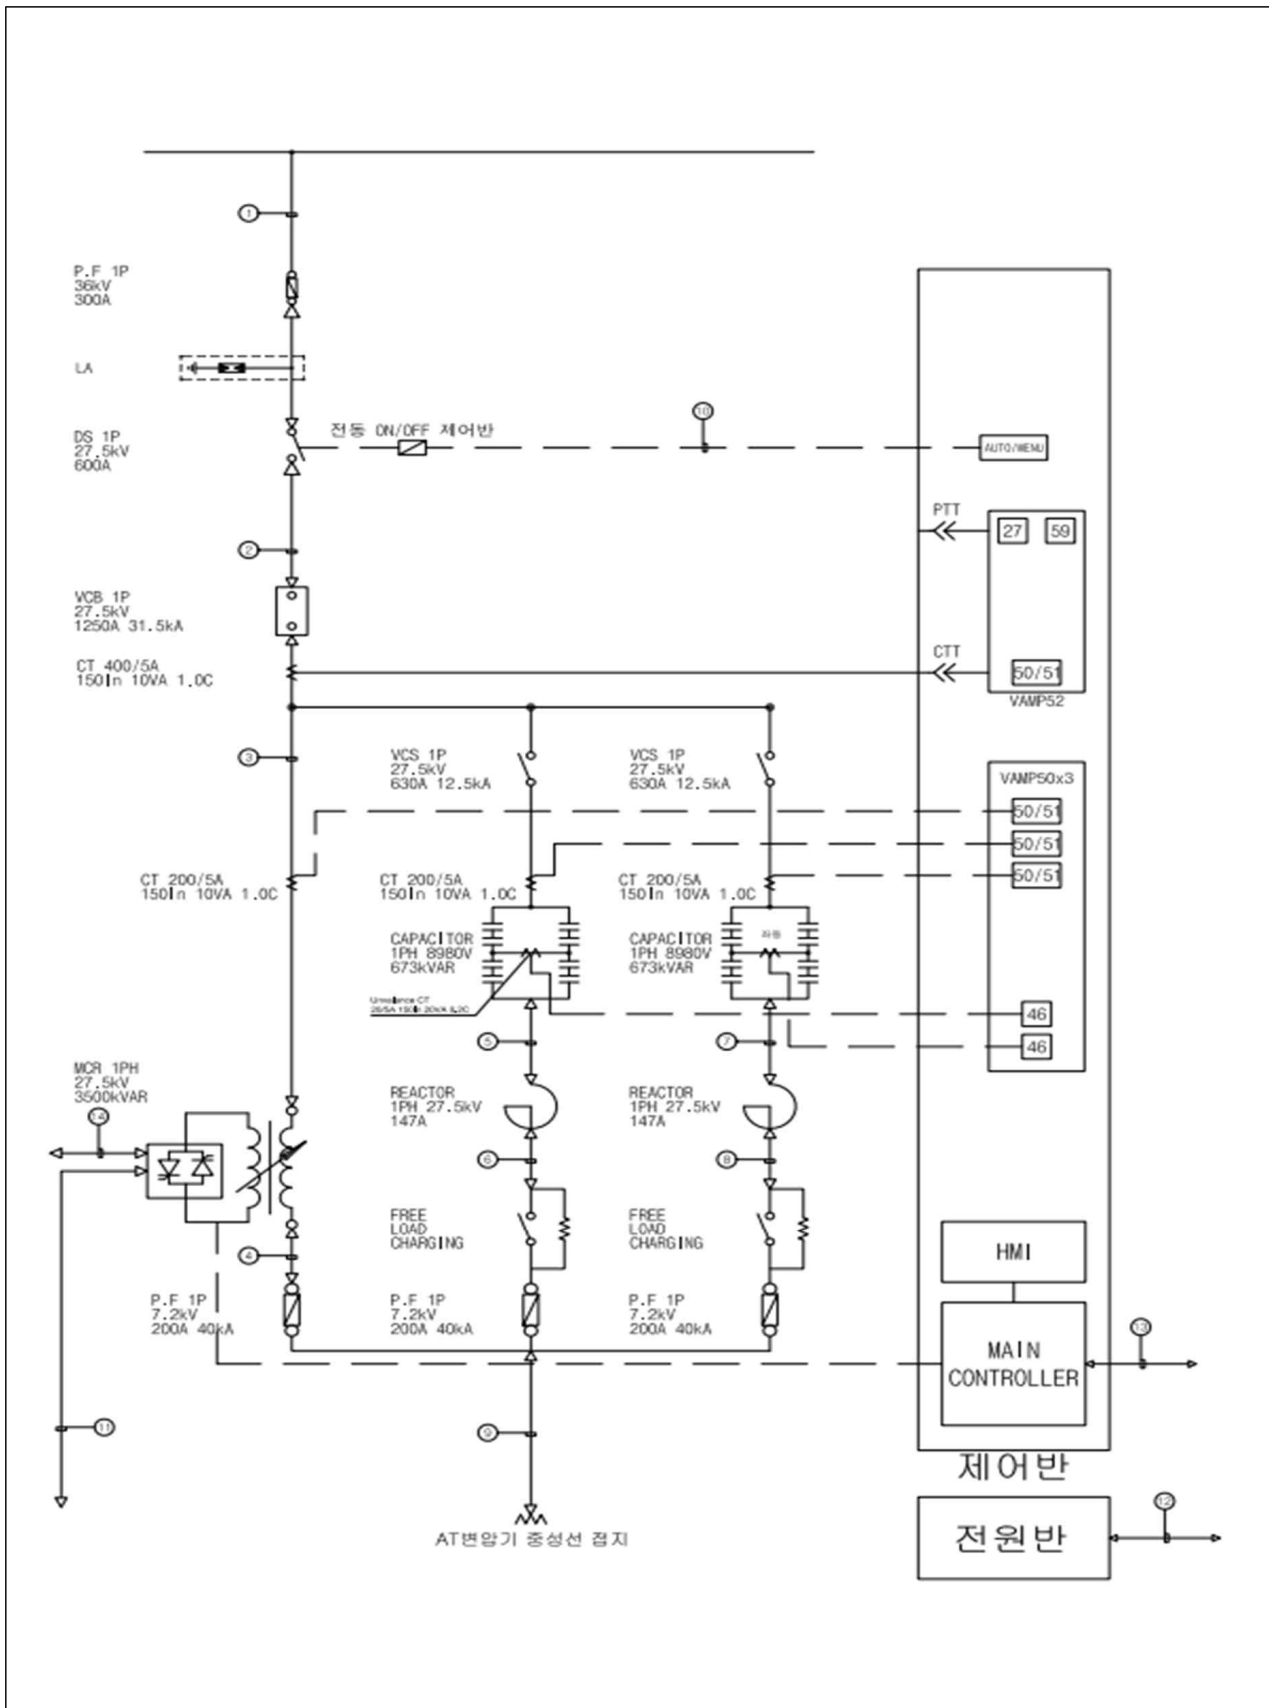 1
P.F 1P
36kV
300A
LA
10
DS 1P
27.5kV
600A
전동 ON/OFF 제어반
AUTO/MENU
PTT
27
59
2
VCB 1P
27.5kV
1250A 31.5kA
CT 400/5A
150In 10VA 1.0C
CTT
50/51
VAMP52
3
VCS 1P
27.5kV
630A 12.5kA
VCS 1P
27.5kV
630A 12.5kA
VAMP50x3
50/51
50/51
50/51
CT 200/5A
150In 10VA 1.0C
CT 200/5A
150In 10VA 1.0C
CT 200/5A
150In 10VA 1.0C
CAPACITOR
1PH 8980V
673kVAR
CAPACITOR
1PH 8980V
673kVAR
CT
46
46
5
7
MCR 1PH
27.5kV
3500kVAR
14
REACTOR
1PH 27.5kV
147A
REACTOR
1PH 27.5kV
147A
6
8
FREE
LOAD
CHARGING
FREE
LOAD
CHARGING
4
HMI
P.F 1P
7.2kV
200A 40kA
P.F 1P
7.2kV
200A 40kA
P.F 1P
7.2kV
200A 40kA
MAIN
CONTROLLER
13
11
9
제어반
12
전원반
AT변압기 중성선 접지